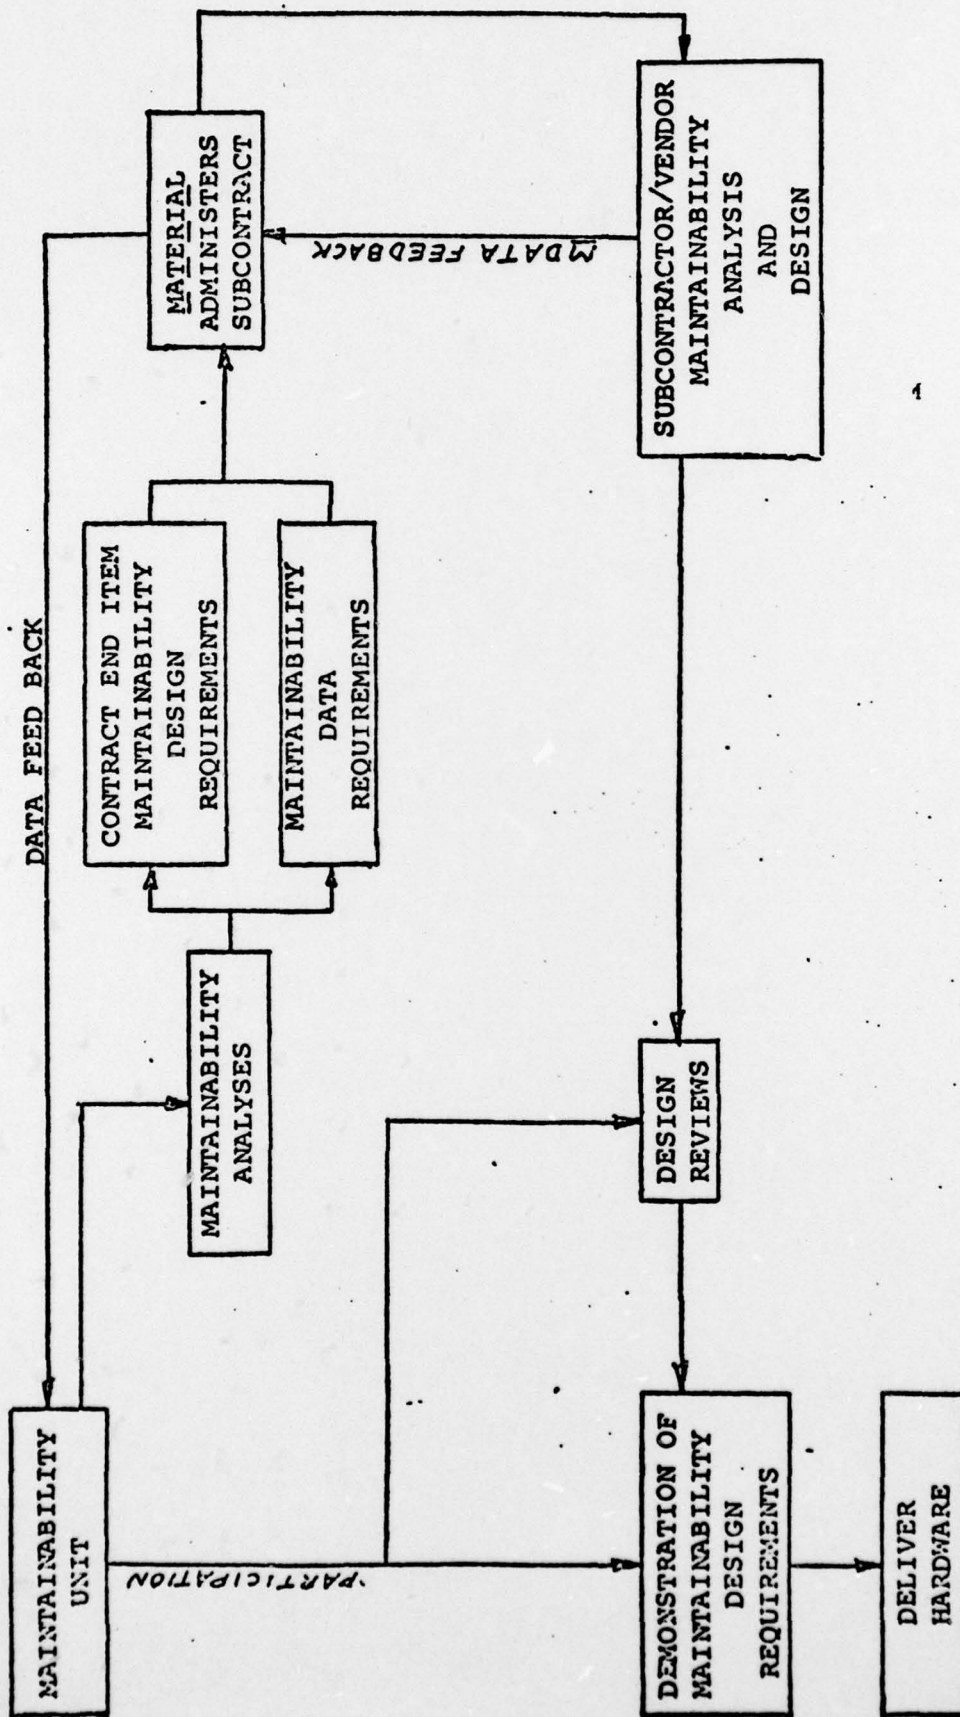 DATA FEED BACK
MAINTAINABILITY
UNIT
MAINTAINABILITY
ANALYSES
CONTRACT END ITEM
MAINTAINABILITY
DESIGN
REQUIREMENTS
MAINTAINABILITY
DATA
REQUIREMENTS
MATERIAL
ADMINISTERS
SUBCONTRACT
PARTICIPATION
M DATA FEEDBACK
DEMONSTRATION OF
MAINTAINABILITY
DESIGN
REQUIREMENTS
DESIGN
REVIEWS
SUBCONTRACTOR/VENDOR
MAINTAINABILITY
ANALYSIS
AND
DESIGN
DELIVER
HARDWARE